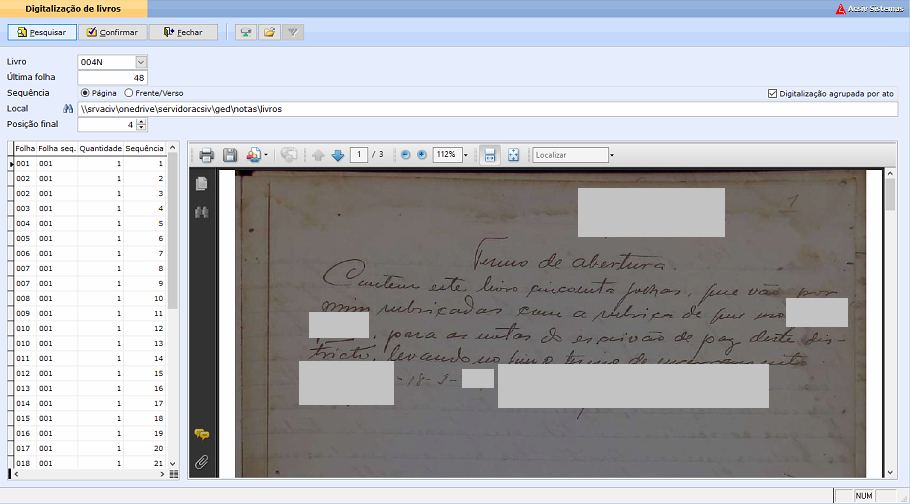 Digitalização de livros
Acsiv Sistemas
Pesquisar Confirmar Fechar
Livro 004N
Última folha 48
Sequência Página Frente/Verso
Digitalização agrupada por ato
Local \\srvaciv\onedrive\servidoracsiv\ged\notas\livros
Posição final 4
Folha Folha seq. Quantidade Sequência
001 001 1 1
002 001 1 2
002 001 1 3
003 001 1 4
004 001 1 5
005 001 1 6
006 001 1 7
007 001 1 8
007 001 1 9
008 001 1 10
009 001 1 11
010 001 1 12
010 001 1 13
011 001 1 14
012 001 1 15
013 001 1 16
014 001 1 17
015 001 1 18
016 001 1 19
017 001 1 20
018 001 1 21
1 / 3 112% Localizar
1
Termo de abertura.
Contem este livro cincoenta folhas, que vão por
mim rubricadas com a rubrica de que uso
para as notas do escrivão de paz deste dis-
tricto, levando no fim o termo de encerramento
-18-3-
NUM